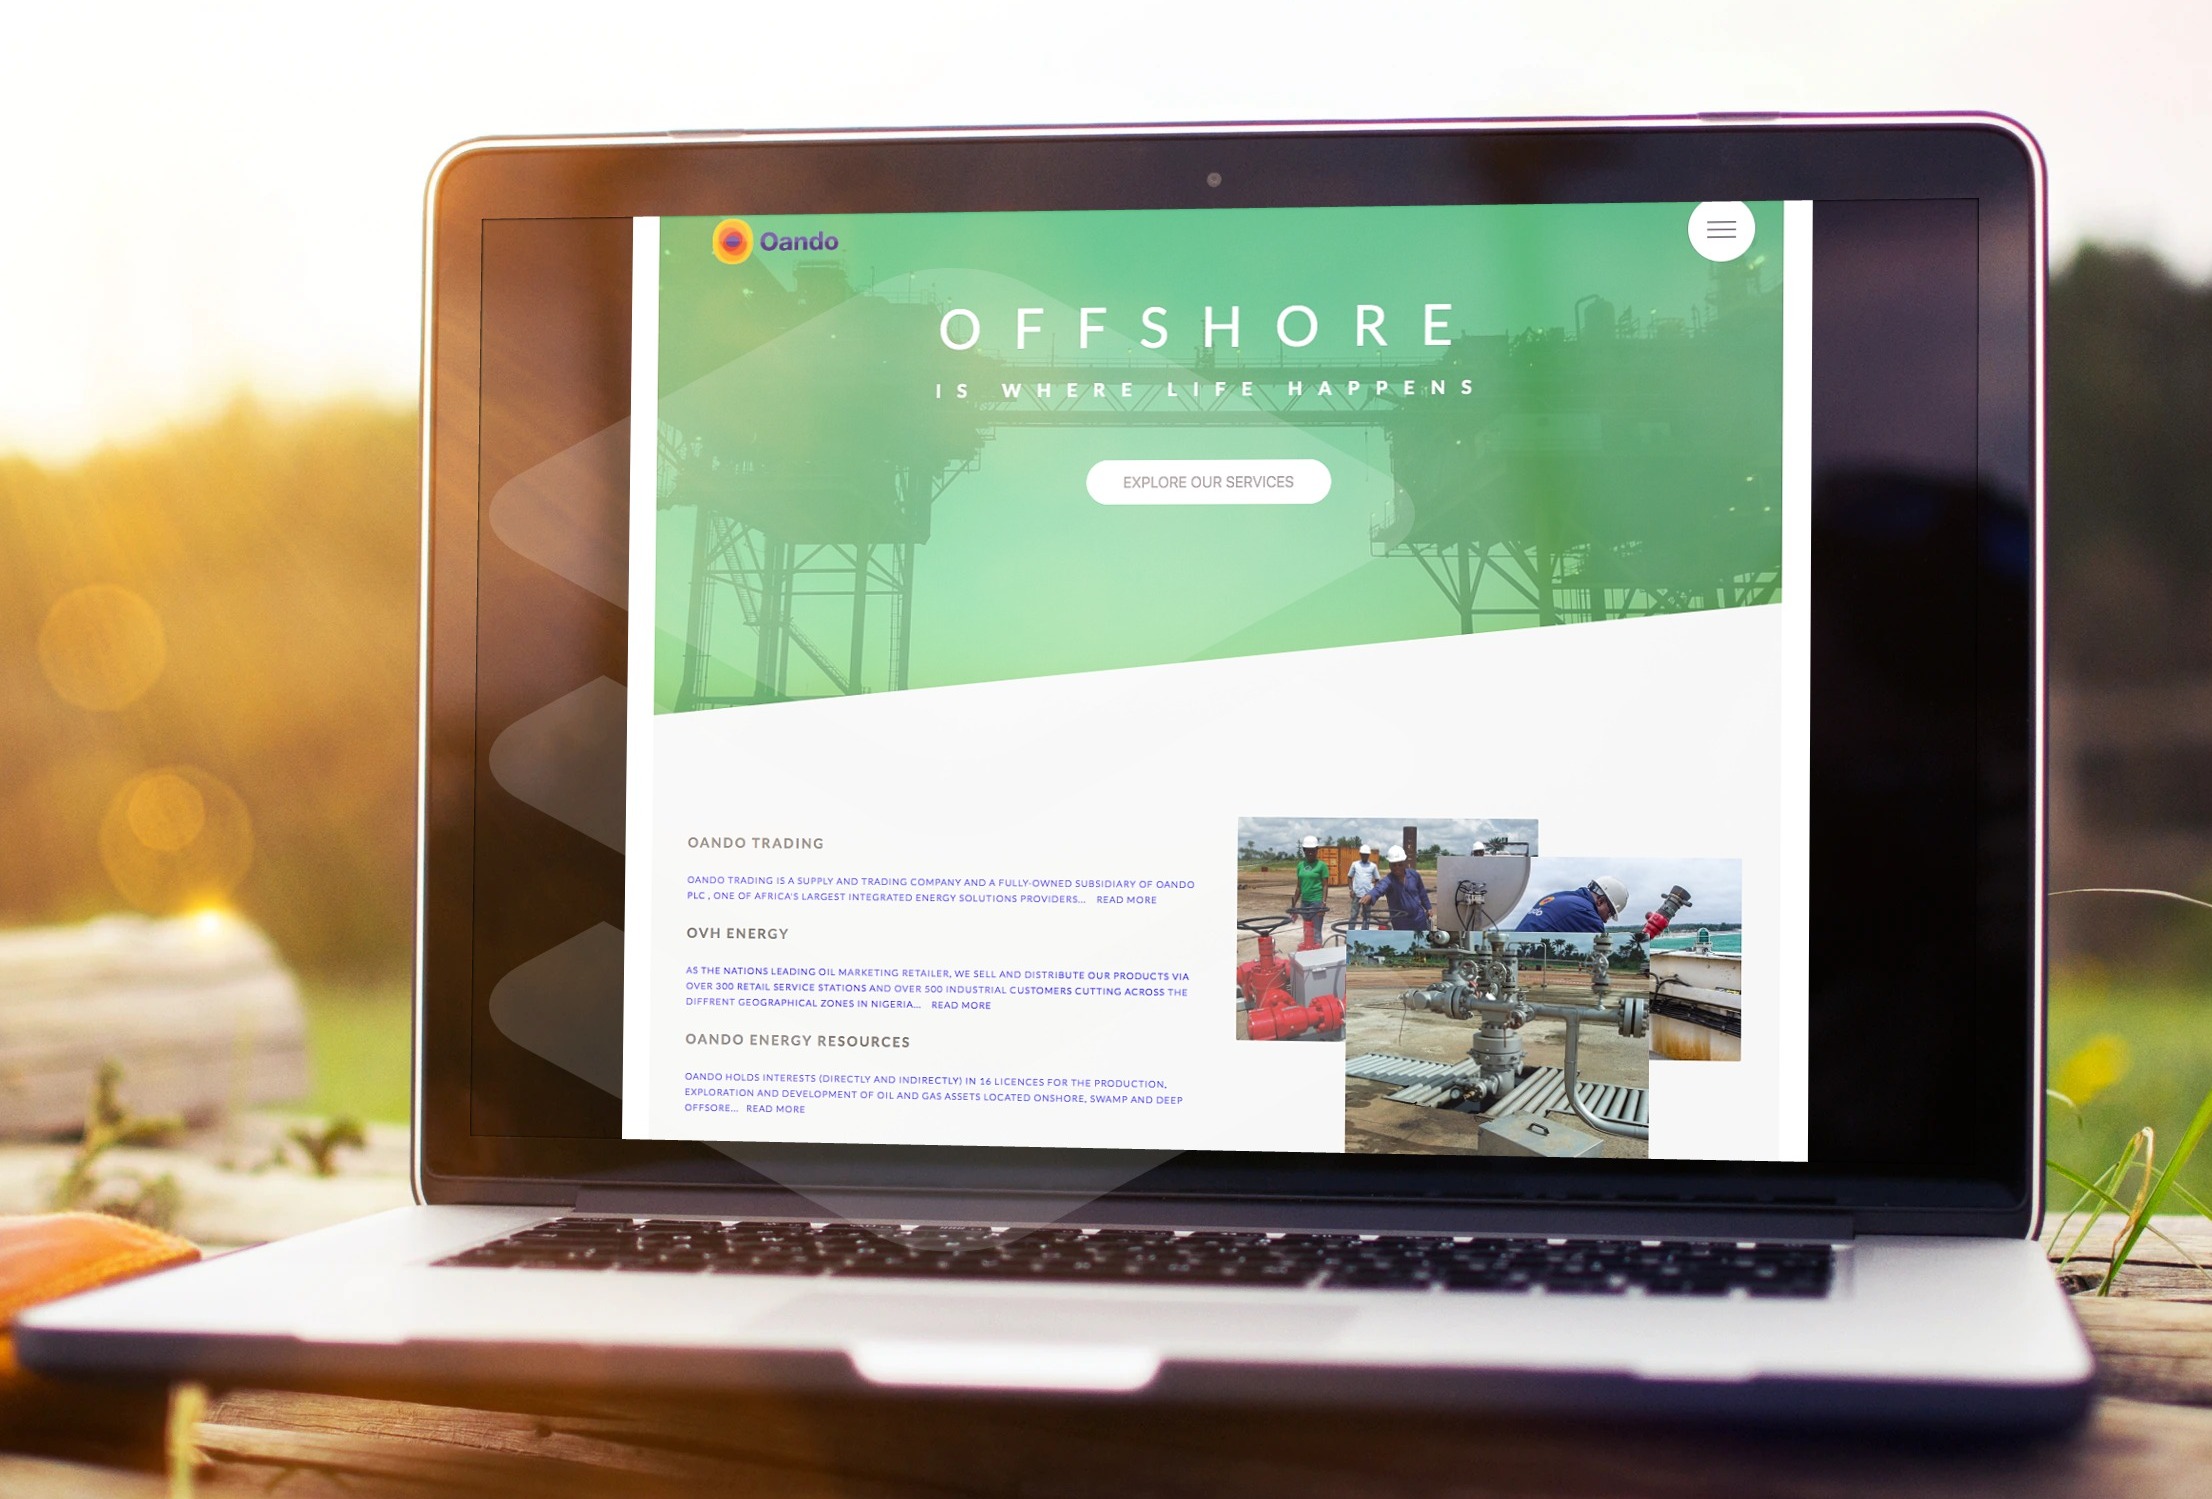 Oando
OFFSHORE
IS WHERE LIFE HAPPENS
EXPLORE OUR SERVICES
OANDO TRADING
OANDO TRADING IS A SUPPLY AND TRADING COMPANY AND A FULLY-OWNED SUBSIDIARY OF OANDO
PLC , ONE OF AFRICA'S LARGEST INTEGRATED ENERGY SOLUTIONS PROVIDERS... READ MORE
OVH ENERGY
AS THE NATIONS LEADING OIL MARKETING RETAILER, WE SELL AND DISTRIBUTE OUR PRODUCTS VIA
OVER 300 RETAIL SERVICE STATIONS AND OVER 500 INDUSTRIAL CUSTOMERS CUTTING ACROSS THE
DIFFRENT GEOGRAPHICAL ZONES IN NIGERIA... READ MORE
OANDO ENERGY RESOURCES
OANDO HOLDS INTERESTS (DIRECTLY AND INDIRECTLY) IN 16 LICENCES FOR THE PRODUCTION,
EXPLORATION AND DEVELOPMENT OF OIL AND GAS ASSETS LOCATED ONSHORE, SWAMP AND DEEP
OFFSORE... READ MORE